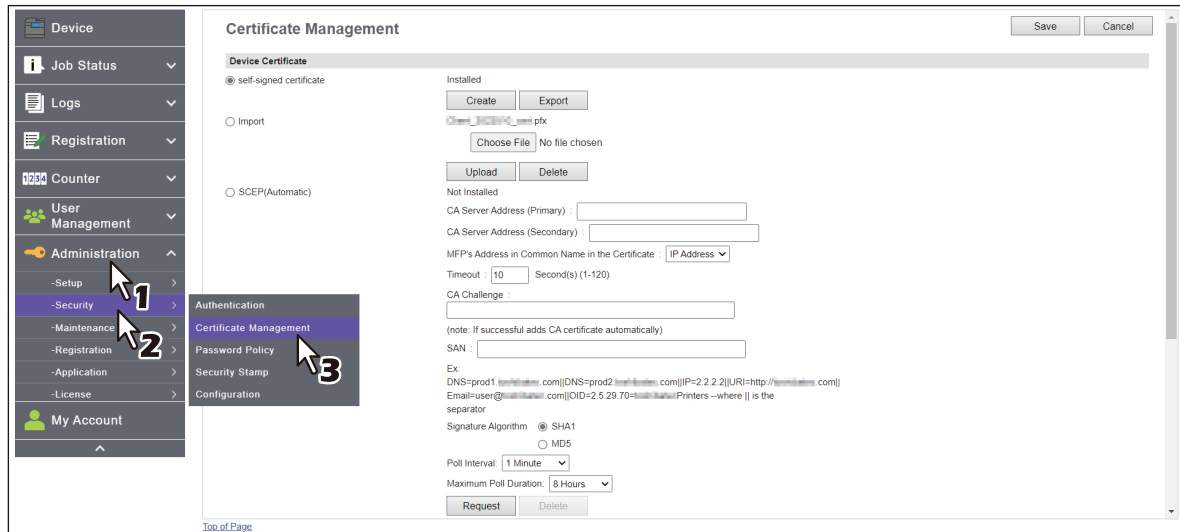 Device
Job Status
Logs
Registration
1234 Counter
User
Management
Administration
-Setup
-Security
-Maintenance
-Registration
-Application
-License
My Account
1
2
3
Authentication
Certificate Management
Password Policy
Security Stamp
Configuration
Certificate Management
Save Cancel
Device Certificate
self-signed certificate Installed
Create Export
Import .pfx
Choose File No file chosen
Upload Delete
SCEP(Automatic) Not Installed
CA Server Address (Primary) :
CA Server Address (Secondary) :
MFP's Address in Common Name in the Certificate : IP Address
Timeout : 10 Second(s) (1-120)
CA Challenge :
(note: If successful adds CA certificate automatically)
SAN :
Ex:
DNS=prod1. .com||DNS=prod2. .com||IP=2.2.2.2||URI=http:// .com||
Email=user@ .com||OID=2.5.29.70= Printers --where || is the
separator
Signature Algorithm SHA1
MD5
Poll Interval: 1 Minute
Maximum Poll Duration: 8 Hours
Request Delete
Top of Page